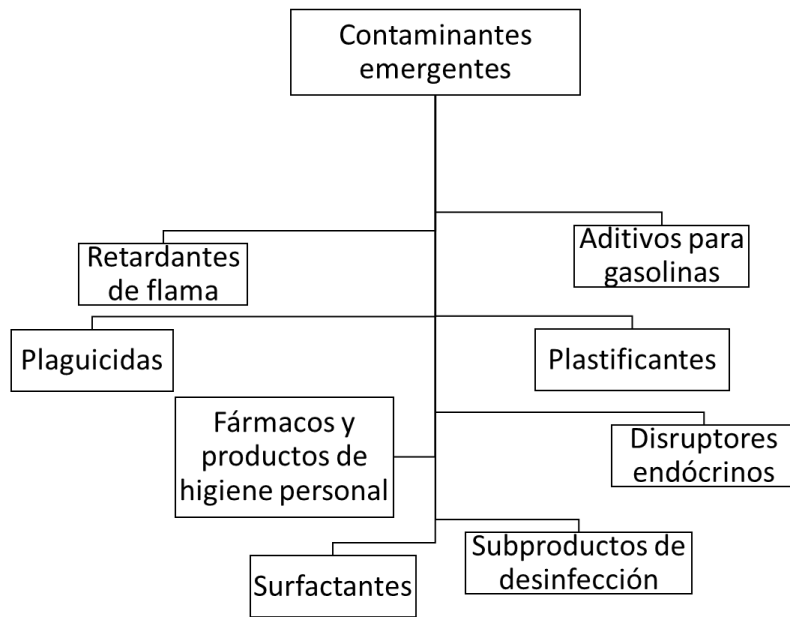 Contaminantes
emergentes
Retardantes
de flama
Aditivos para
gasolinas
Plaguicidas
Plastificantes
Fármacos y
productos de
higiene personal
Disruptores
endócrinos
Surfactantes
Subproductos de
desinfección